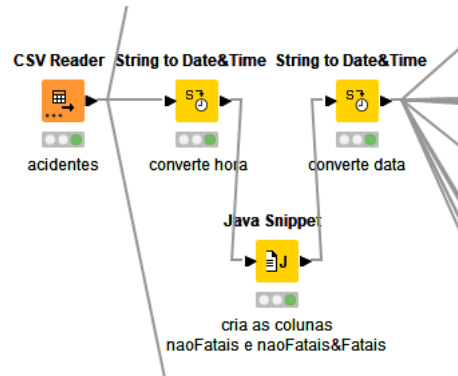 CSV Reader
String to Date&Time
String to Date&Time
S
S
acidentes
converte hora
converte data
Java Snippet
J
cria as colunas
naoFatais e naoFatais&Fatais